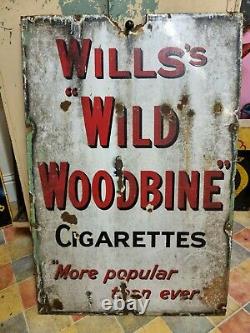 WILLS's
"WILD
WOODBINE"
CIGARETTES
"More popular
than ever